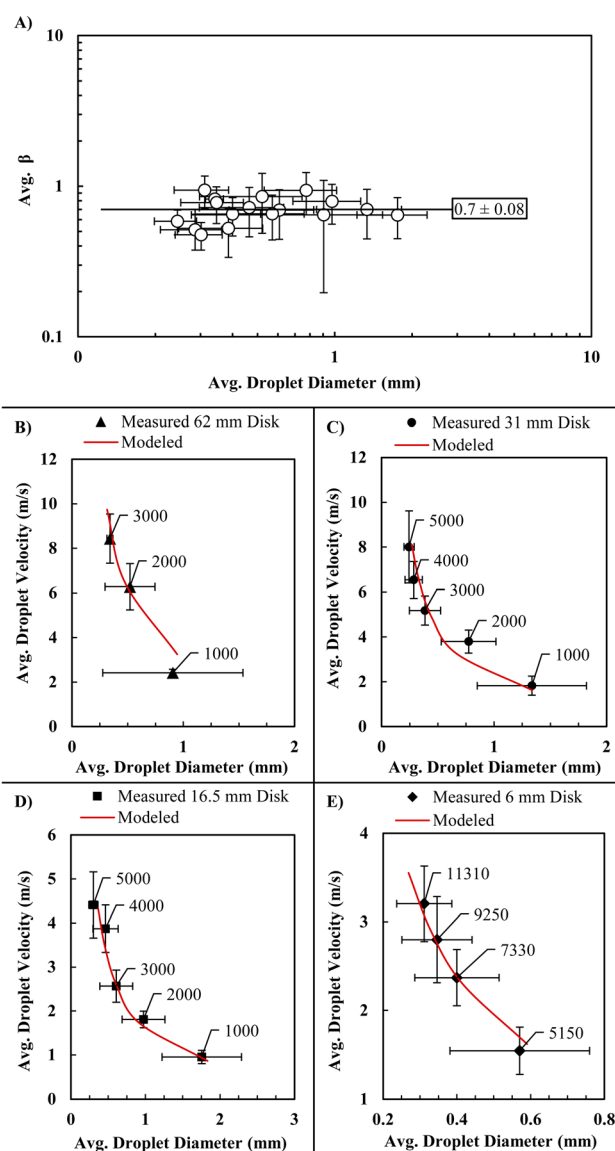 A)
10
Avg. β
1
0.7 ± 0.08
0.1
0
1
10
Avg. Droplet Diameter (mm)
B)
Measured 62 mm Disk
Modeled
12
10
8
6
4
2
0
Avg. Droplet Velocity (m/s)
3000
2000
1000
0
1
2
Avg. Droplet Diameter (mm)
C)
Measured 31 mm Disk
Modeled
12
10
8
6
4
2
0
Avg. Droplet Velocity (m/s)
5000
4000
3000
2000
1000
0
1
2
Avg. Droplet Diameter (mm)
D)
Measured 16.5 mm Disk
Modeled
6
5
4
3
2
1
0
Avg. Droplet Velocity (m/s)
5000
4000
3000
2000
1000
0
1
2
3
Avg. Droplet Diameter (mm)
E)
Measured 6 mm Disk
Modeled
4
3
2
1
Avg. Droplet Velocity (m/s)
11310
9250
7330
5150
0.2
0.4
0.6
0.8
Avg. Droplet Diameter (mm)